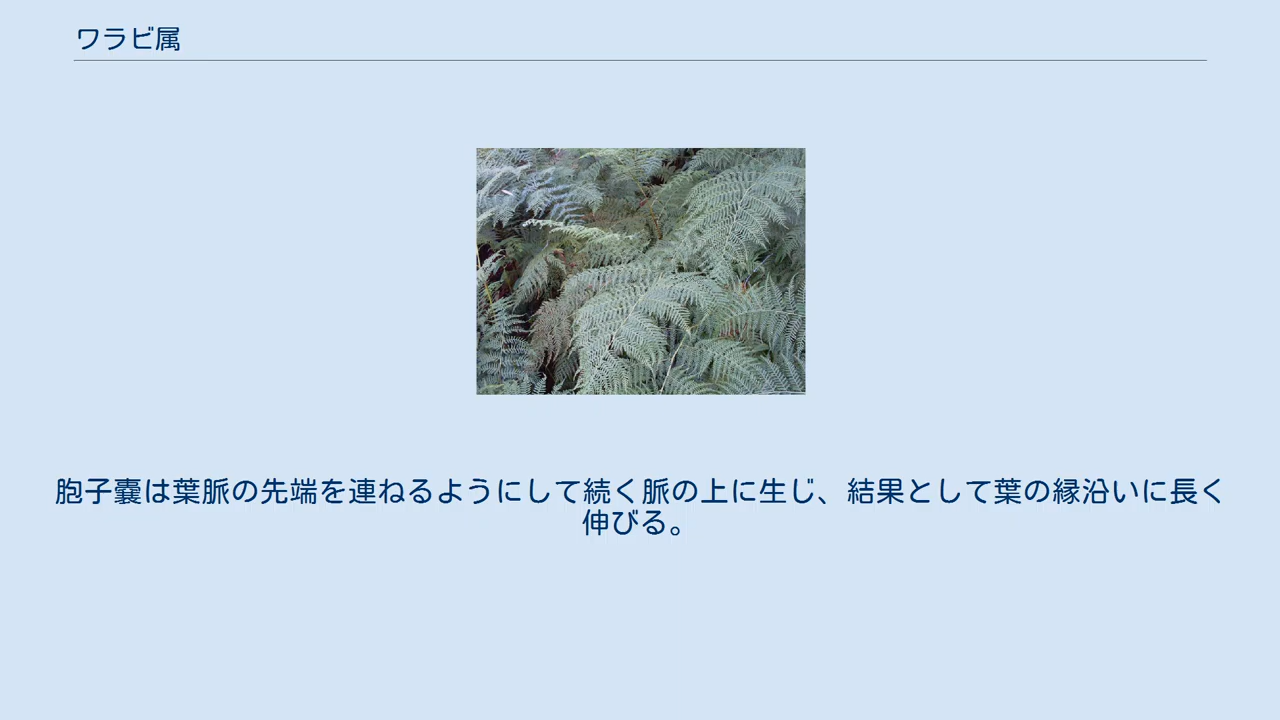 ワラビ属
胞子嚢は葉脈の先端を連ねるようにして続く脈の上に生じ、結果として葉の縁沿いに長く
伸びる。